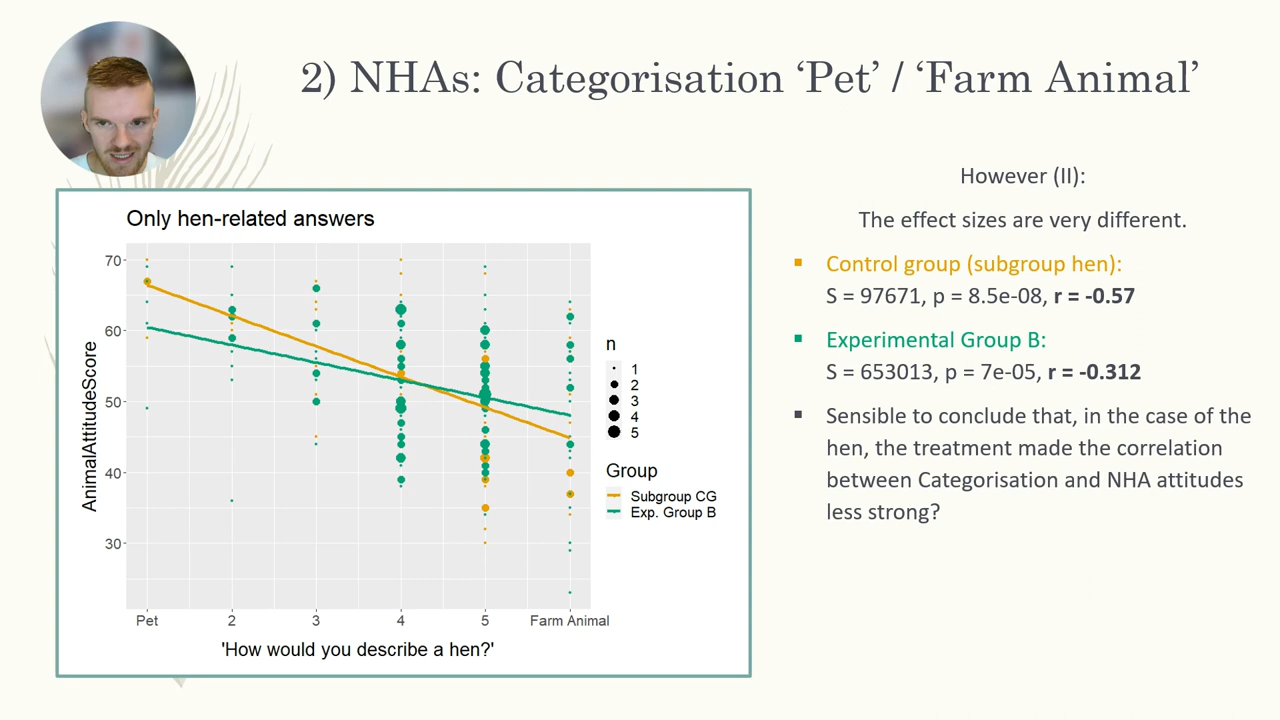 2) NHAs: Categorisation ‘Pet’ / ‘Farm Animal’
Only hen-related answers
70
60
50
40
30
AnimalAttitudeScore
Pet 2 3 4 5 Farm Animal
'How would you describe a hen?'
n
1
2
3
4
5
Group
Subgroup CG
Exp. Group B
However (II):
The effect sizes are very different.
▪ Control group (subgroup hen):
S = 97671, p = 8.5e-08, r = -0.57
▪ Experimental Group B:
S = 653013, p = 7e-05, r = -0.312
▪ Sensible to conclude that, in the case of the
hen, the treatment made the correlation
between Categorisation and NHA attitudes
less strong?